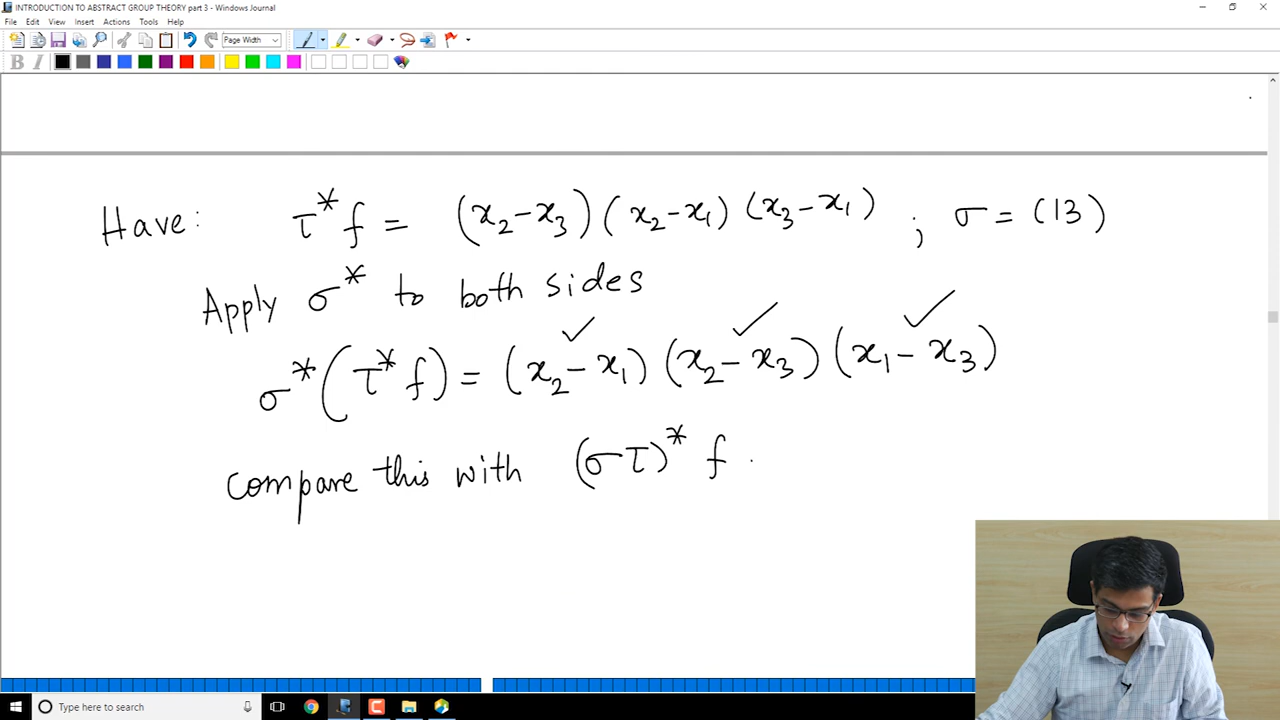 INTRODUCTION TO ABSTRACT GROUP THEORY part 3 - Windows Journal
File Edit View Insert Actions Tools Help
Page Width
B I
Have: τ* f = (x₂-x₃)(x₂-x₁)(x₃-x₁) ; σ = (13)
Apply σ* to both sides
σ*(τ* f) = (x₂-x₁)(x₂-x₃)(x₁-x₃)
compare this with (στ)* f .
Type here to search